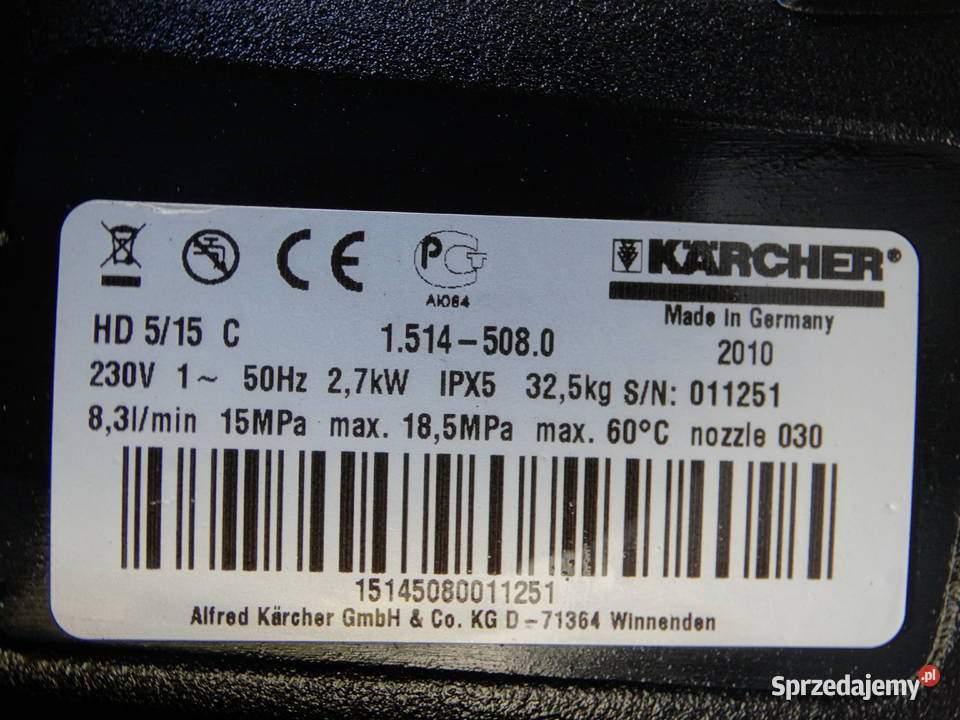 CE PG
АЮ64
KÄRCHER®
Made in Germany
HD 5/15 C 1.514-508.0 2010
230V 1~ 50Hz 2,7kW IPX5 32,5kg S/N: 011251
8,3l/min 15MPa max. 18,5MPa max. 60°C nozzle 030
15145080011251
Alfred Kärcher GmbH & Co. KG D-71364 Winnenden
Sprzedajemy.pl